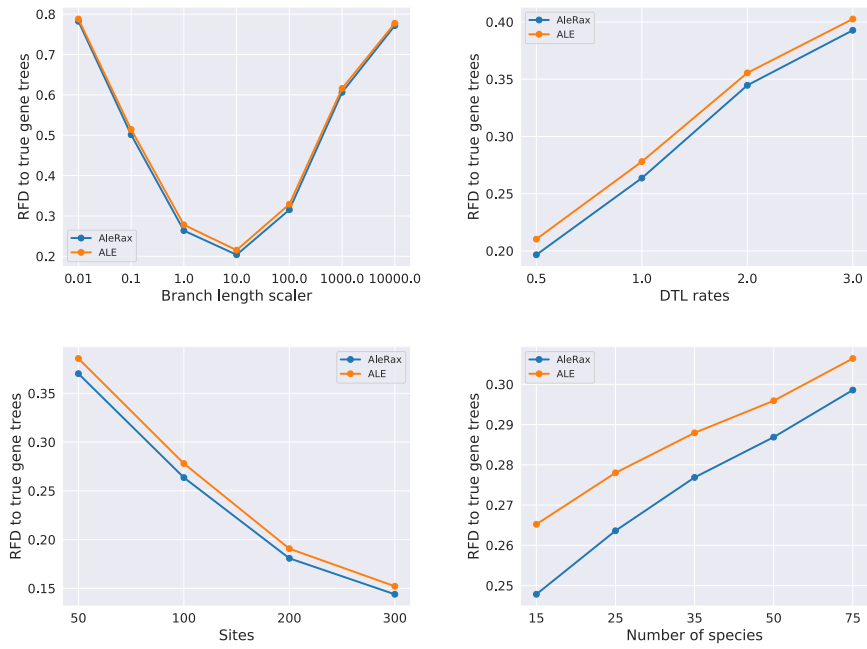 0.8
0.7
0.6
0.5
0.4
0.3
0.2
RFD to true gene trees
AleRax
ALE
0.01 0.1 1.0 10.0 100.0 1000.0 10000.0
Branch length scaler
0.40
0.35
0.30
0.25
0.20
RFD to true gene trees
AleRax
ALE
0.5 1.0 2.0 3.0
DTL rates
0.35
0.30
0.25
0.20
0.15
RFD to true gene trees
AleRax
ALE
50 100 200 300
Sites
0.30
0.29
0.28
0.27
0.26
0.25
RFD to true gene trees
AleRax
ALE
15 25 35 50 75
Number of species